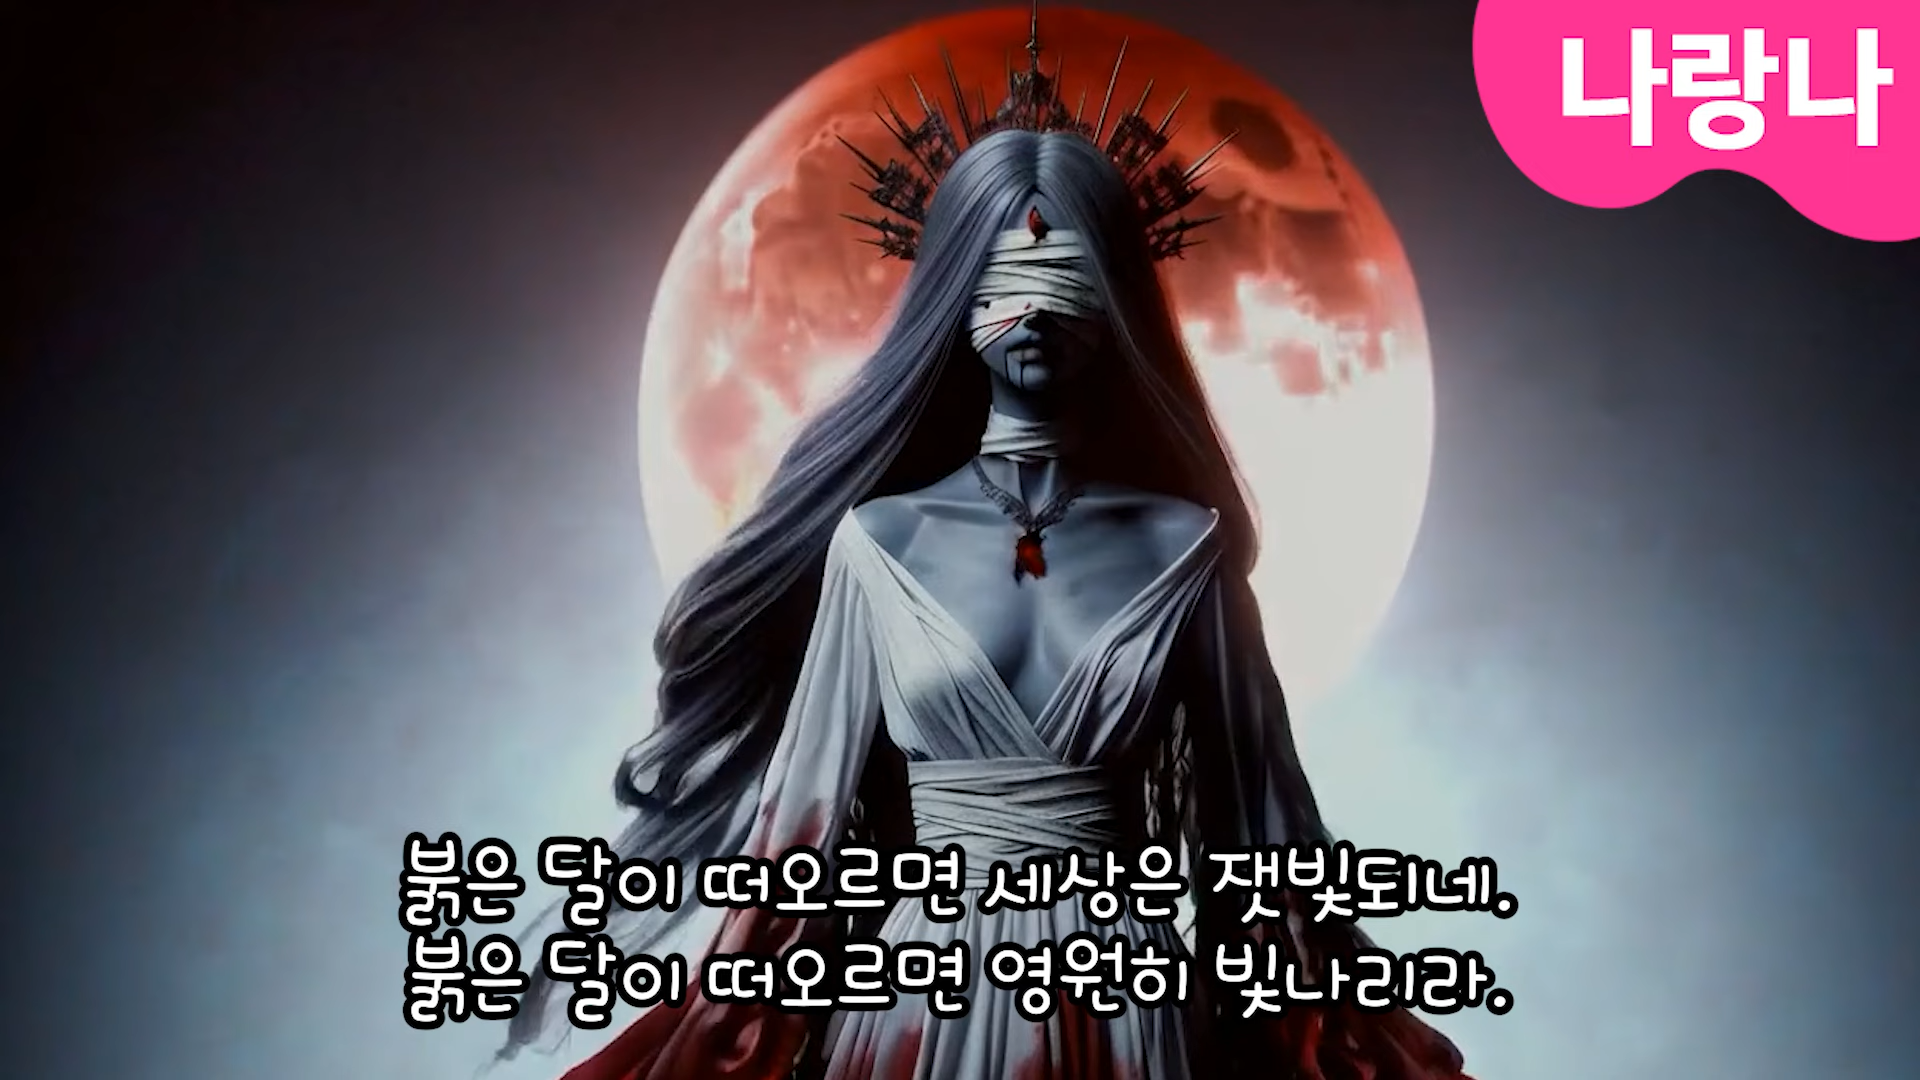 나랑나
붉은 달이 떠오르면 세상은 잿빛되네.
붉은 달이 떠오르면 영원히 빛나리라.